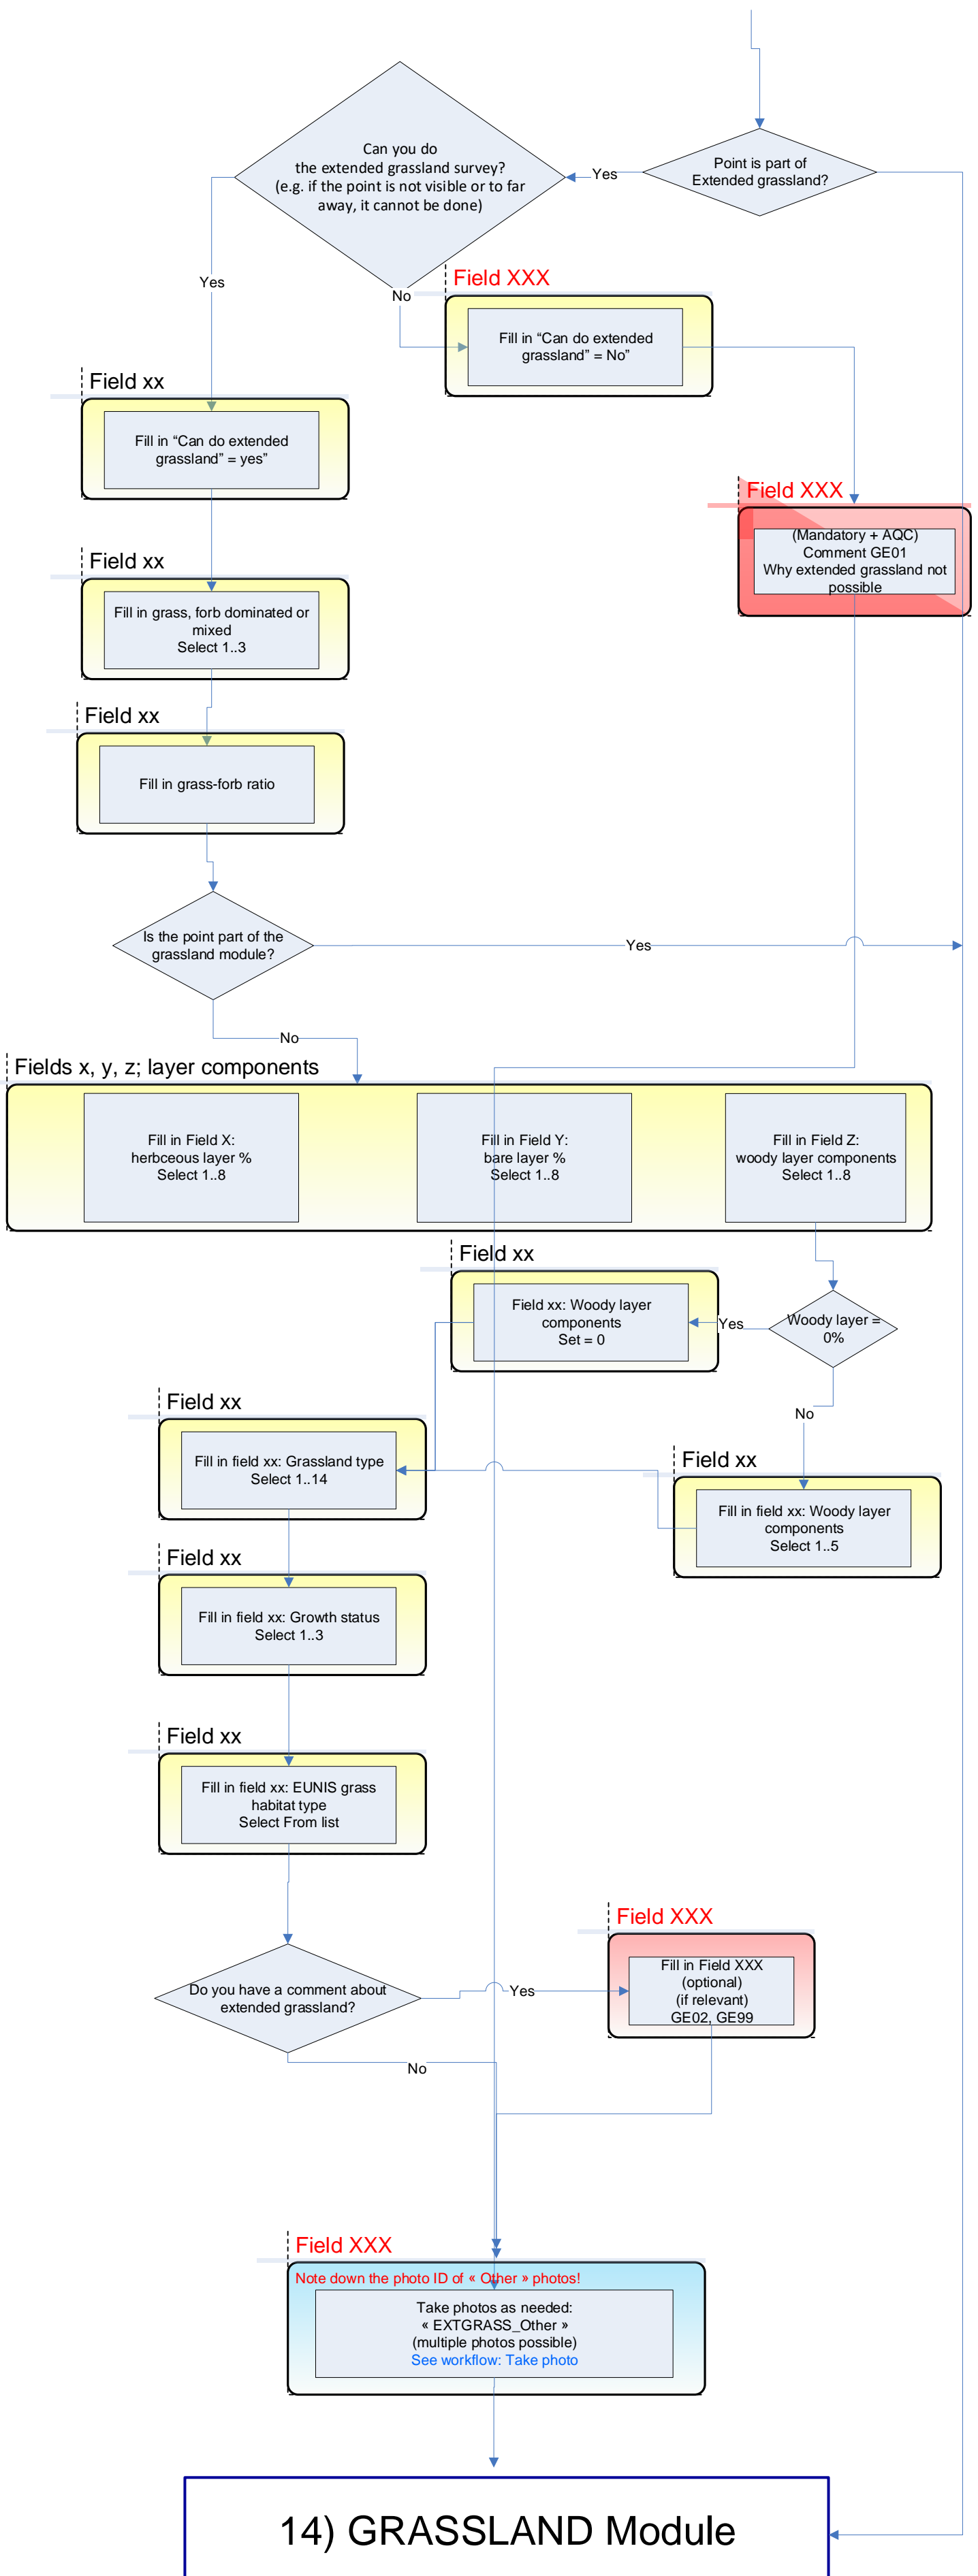 Point is part of
Extended grassland?
Can you do
the extended grassland survey?
(e.g. if the point is not visible or to far
away, it cannot be done)
Yes
Yes
No
Field XXX
Fill in “Can do extended
grassland” = No”
Field xx
Fill in “Can do extended
grassland” = yes”
Field XXX
(Mandatory + AQC)
Comment GE01
Why extended grassland not
possible
Field xx
Fill in grass, forb dominated or
mixed
Select 1..3
Field xx
Fill in grass-forb ratio
Is the point part of the
grassland module?
Yes
No
Fields x, y, z; layer components
Fill in Field X:
herbceous layer %
Select 1..8
Fill in Field Y:
bare layer %
Select 1..8
Fill in Field Z:
woody layer components
Select 1..8
Field xx
Field xx: Woody layer
components
Set = 0
Yes
Woody layer =
0%
No
Field xx
Fill in field xx: Grassland type
Select 1..14
Field xx
Fill in field xx: Woody layer
components
Select 1..5
Field xx
Fill in field xx: Growth status
Select 1..3
Field xx
Fill in field xx: EUNIS grass
habitat type
Select From list
Field XXX
Fill in Field XXX
(optional)
(if relevant)
GE02, GE99
Do you have a comment about
extended grassland?
Yes
No
Field XXX
Note down the photo ID of « Other » photos!
Take photos as needed:
« EXTGRASS_Other »
(multiple photos possible)
See workflow: Take photo
14) GRASSLAND Module